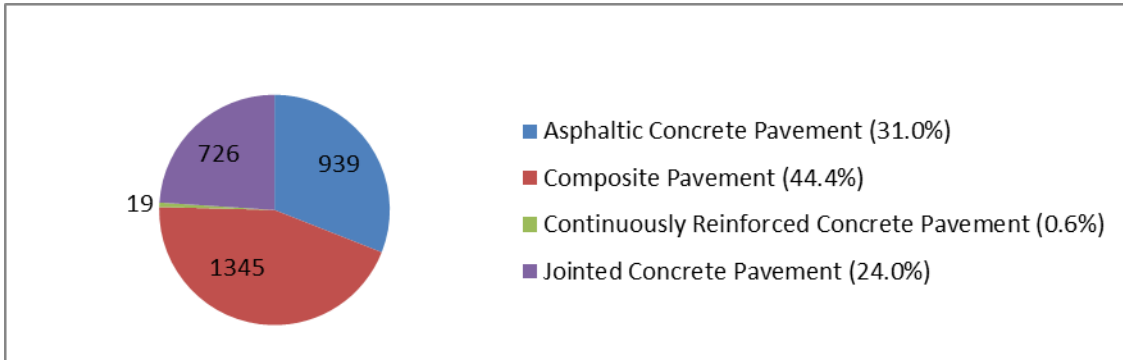 939
1345
19
726
Asphaltic Concrete Pavement (31.0%)
Composite Pavement (44.4%)
Continuously Reinforced Concrete Pavement (0.6%)
Jointed Concrete Pavement (24.0%)